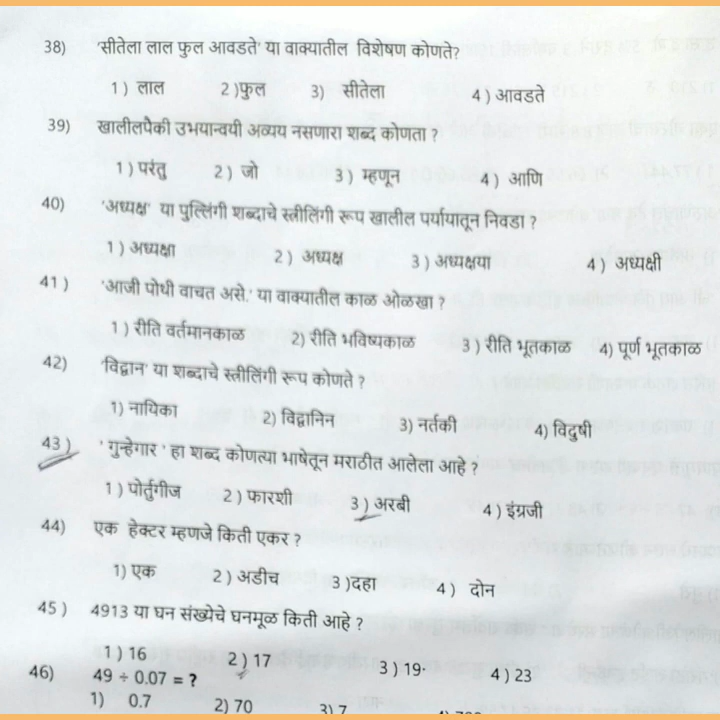 38) 'सीतेला लाल फुल आवडते' या वाक्यातील विशेषण कोणते?
1) लाल 2)फुल 3) सीतेला 4) आवडते
39) खालीलपैकी उभयान्वयी अव्यय नसणारा शब्द कोणता ?
1) परंतु 2) जो 3) म्हणून 4) आणि
40) 'अध्यक्ष' या पुल्लिंगी शब्दाचे स्त्रीलिंगी रूप खालील पर्यायातून निवडा ?
1) अध्यक्षा 2) अध्यक्ष 3) अध्यक्षया 4) अध्यक्षी
41) 'आजी पोथी वाचत असे.' या वाक्यातील काळ ओळखा ?
1) रीति वर्तमानकाळ 2) रीति भविष्यकाळ 3) रीति भूतकाळ 4) पूर्ण भूतकाळ
42) 'विद्वान' या शब्दाचे स्त्रीलिंगी रूप कोणते ?
1) नायिका 2) विद्वानिन 3) नर्तकी 4) विदुषी
43) ' गुन्हेगार ' हा शब्द कोणत्या भाषेतून मराठीत आलेला आहे ?
1) पोर्तुगीज 2) फारशी 3) अरबी 4) इंग्रजी
44) एक हेक्टर म्हणजे किती एकर ?
1) एक 2) अडीच 3)दहा 4) दोन
45) 4913 या घन संख्येचे घनमूळ किती आहे ?
1) 16 2) 17 3) 19 4) 23
46) 49 ÷ 0.07 = ?
1) 0.7 2) 70 3) 7